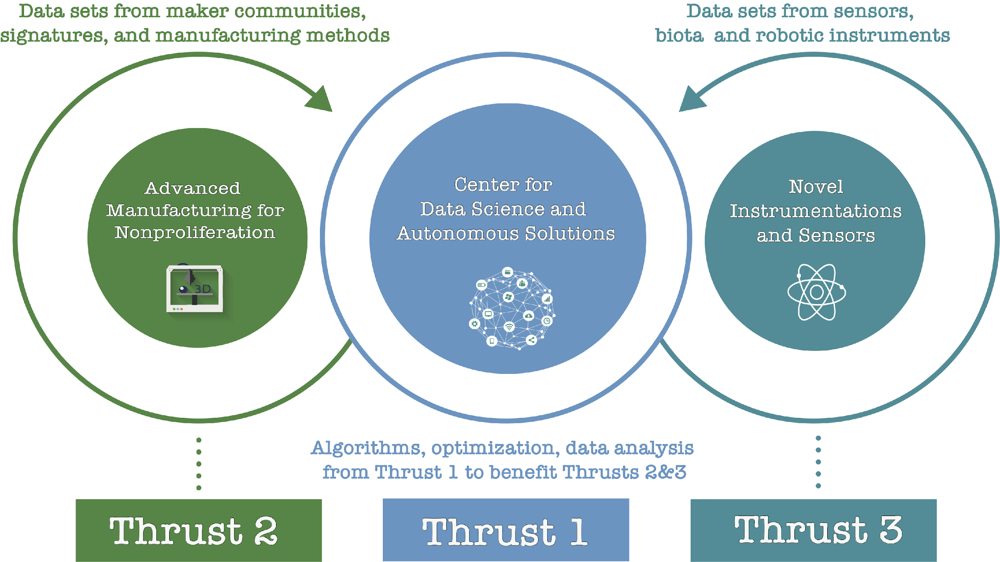 Data sets from maker communities,
signatures, and manufacturing methods
Data sets from sensors,
biota and robotic instruments
Advanced
Manufacturing for
Nonproliferation
3D
Center for
Data Science and
Autonomous Solutions
Novel
Instrumentations
and Sensors
Algorithms, optimization, data analysis
from Thrust 1 to benefit Thrusts 2&3
Thrust 2
Thrust 1
Thrust 3